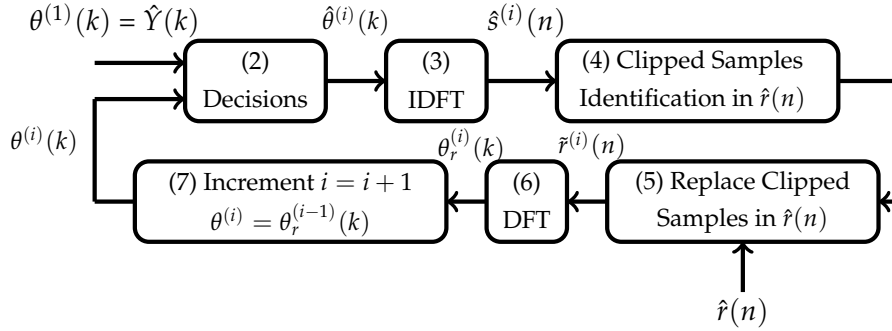 θ^(1)(k) = Ŷ(k)
θ̂^(i)(k)
ŝ^(i)(n)
(2)
Decisions
(3)
IDFT
(4) Clipped Samples
Identification in r̂(n)
θ^(i)(k)
θ_r^(i)(k)
r̃^(i)(n)
(7) Increment i = i + 1
θ^(i) = θ_r^(i−1)(k)
(6)
DFT
(5) Replace Clipped
Samples in r̂(n)
r̂(n)